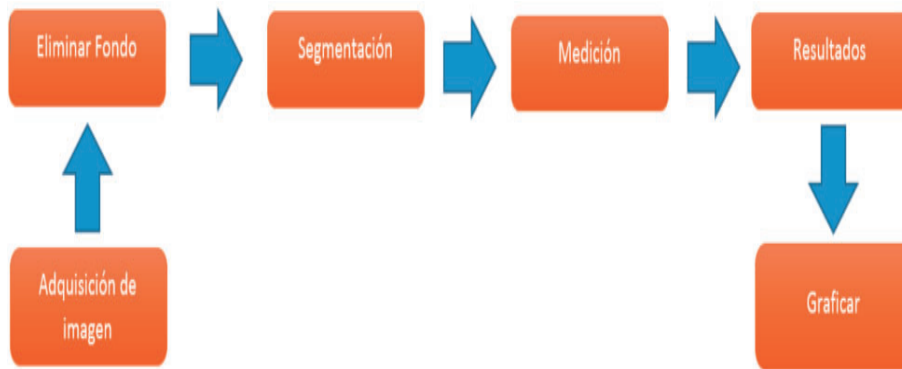 Eliminar Fondo
Segmentación
Medición
Resultados
Adquisición de
imagen
Graficar